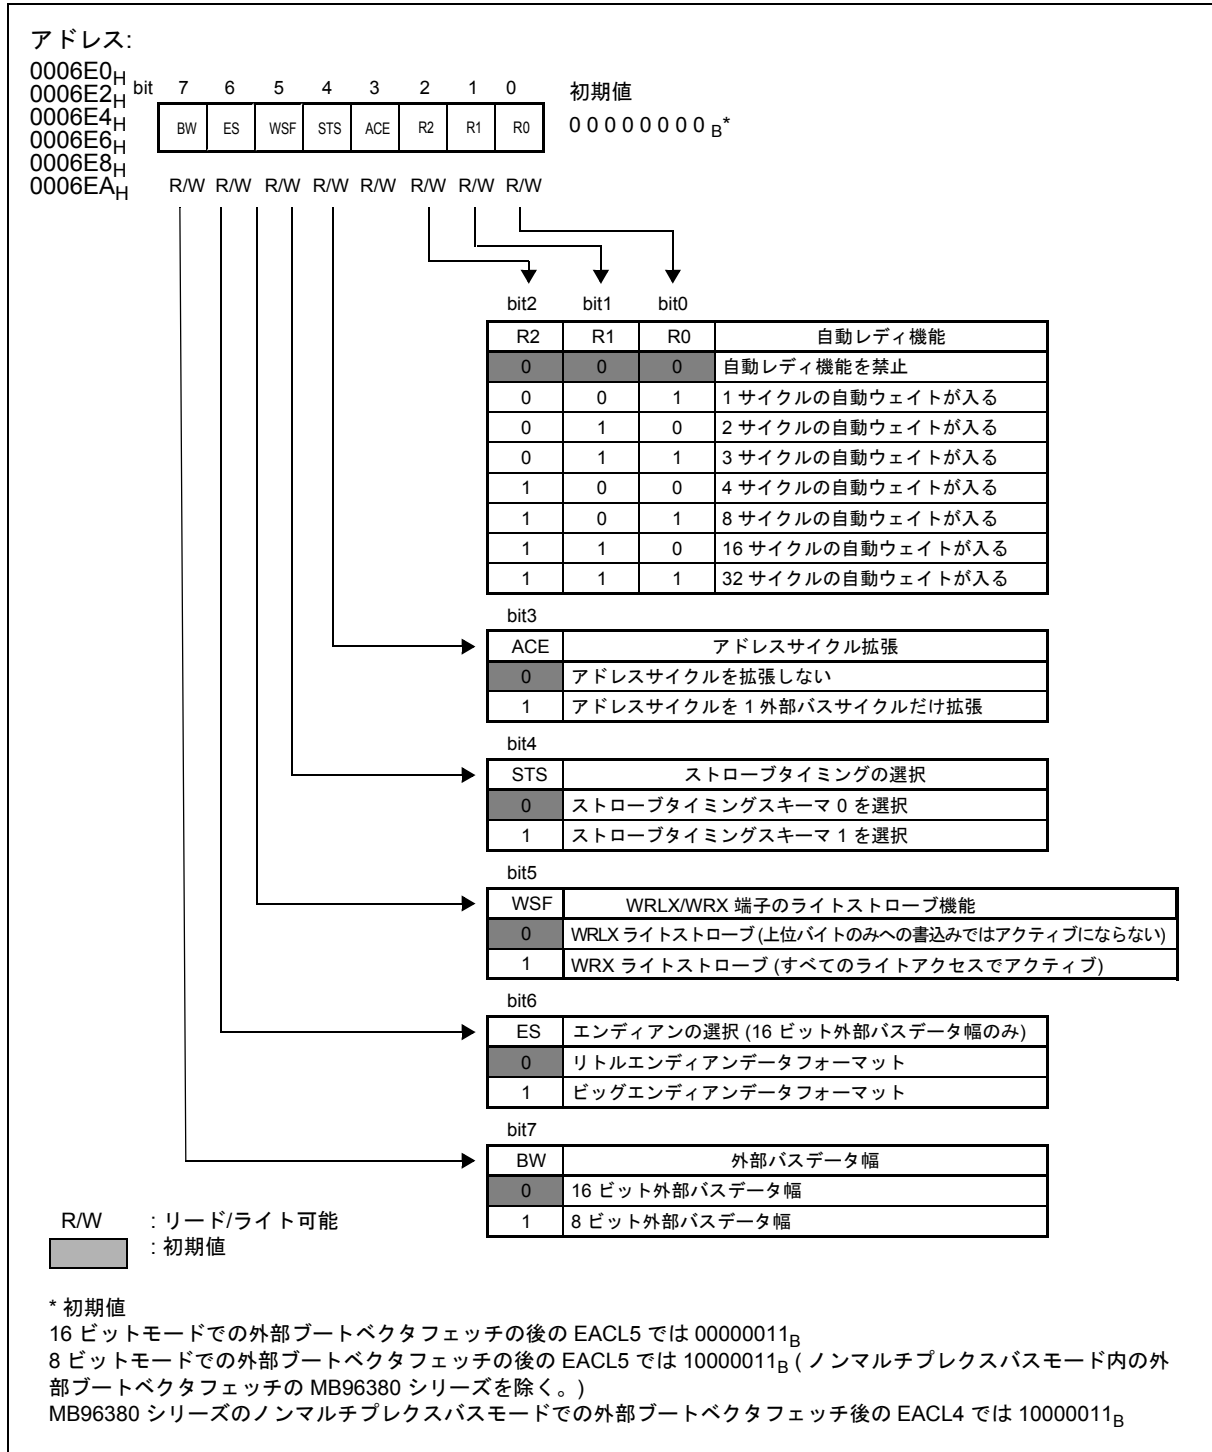 アドレス:
0006E0H
0006E2H
0006E4H
0006E6H
0006E8H
0006EAH
bit 7 6 5 4 3 2 1 0 初期値
BW ES WSF STS ACE R2 R1 R0 0 0 0 0 0 0 0 0 B*
R/W R/W R/W R/W R/W R/W R/W R/W
bit2 bit1 bit0
R2 R1 R0 自動レディ機能
0 0 0 自動レディ機能を禁止
0 0 1 1 サイクルの自動ウェイトが入る
0 1 0 2 サイクルの自動ウェイトが入る
0 1 1 3 サイクルの自動ウェイトが入る
1 0 0 4 サイクルの自動ウェイトが入る
1 0 1 8 サイクルの自動ウェイトが入る
1 1 0 16 サイクルの自動ウェイトが入る
1 1 1 32 サイクルの自動ウェイトが入る
bit3
ACE アドレスサイクル拡張
0 アドレスサイクルを拡張しない
1 アドレスサイクルを 1 外部バスサイクルだけ拡張
bit4
STS ストローブタイミングの選択
0 ストローブタイミングスキーマ 0 を選択
1 ストローブタイミングスキーマ 1 を選択
bit5
WSF WRLX/WRX 端子のライトストローブ機能
0 WRLX ライトストローブ (上位バイトのみへの書込みではアクティブにならない)
1 WRX ライトストローブ (すべてのライトアクセスでアクティブ)
bit6
ES エンディアンの選択 (16 ビット外部バスデータ幅のみ)
0 リトルエンディアンデータフォーマット
1 ビッグエンディアンデータフォーマット
bit7
BW 外部バスデータ幅
0 16 ビット外部バスデータ幅
1 8 ビット外部バスデータ幅
R/W : リード/ライト可能
: 初期値
* 初期値
16 ビットモードでの外部ブートベクタフェッチの後の EACL5 では 00000011B
8 ビットモードでの外部ブートベクタフェッチの後の EACL5 では 10000011B ( ノンマルチプレクスバスモード内の外
部ブートベクタフェッチの MB96380 シリーズを除く。)
MB96380 シリーズのノンマルチプレクスバスモードでの外部ブートベクタフェッチ後の EACL4 では 10000011B